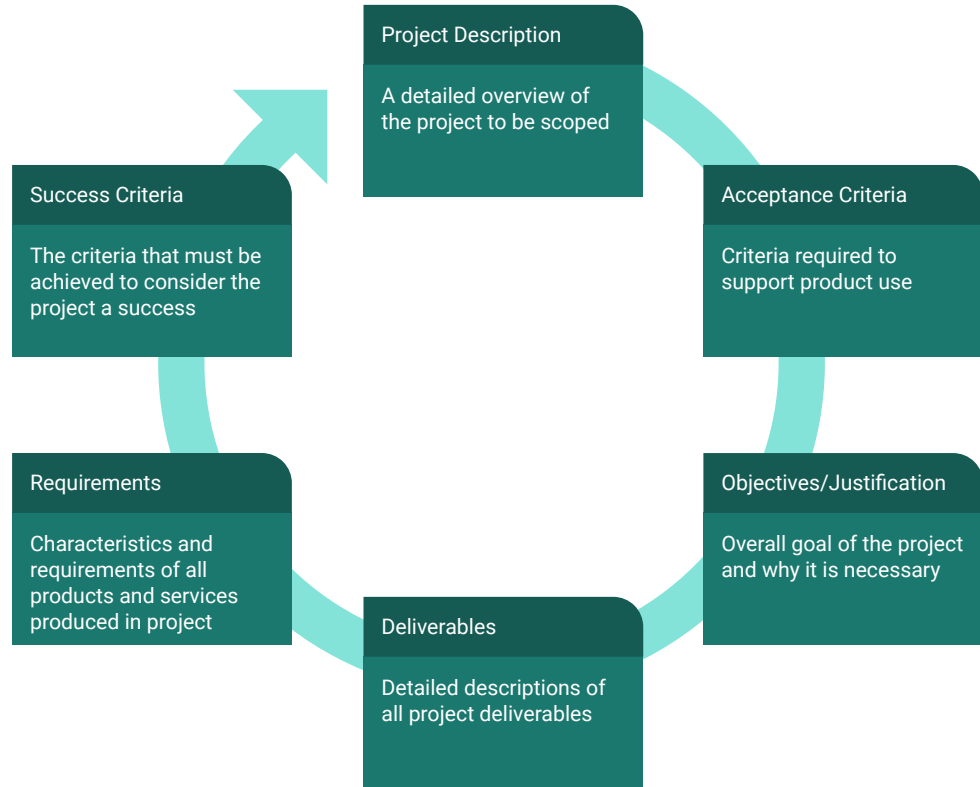 Project Description
A detailed overview of
the project to be scoped
Acceptance Criteria
Criteria required to
support product use
Objectives/Justification
Overall goal of the project
and why it is necessary
Deliverables
Detailed descriptions of
all project deliverables
Requirements
Characteristics and
requirements of all
products and services
produced in project
Success Criteria
The criteria that must be
achieved to consider the
project a success